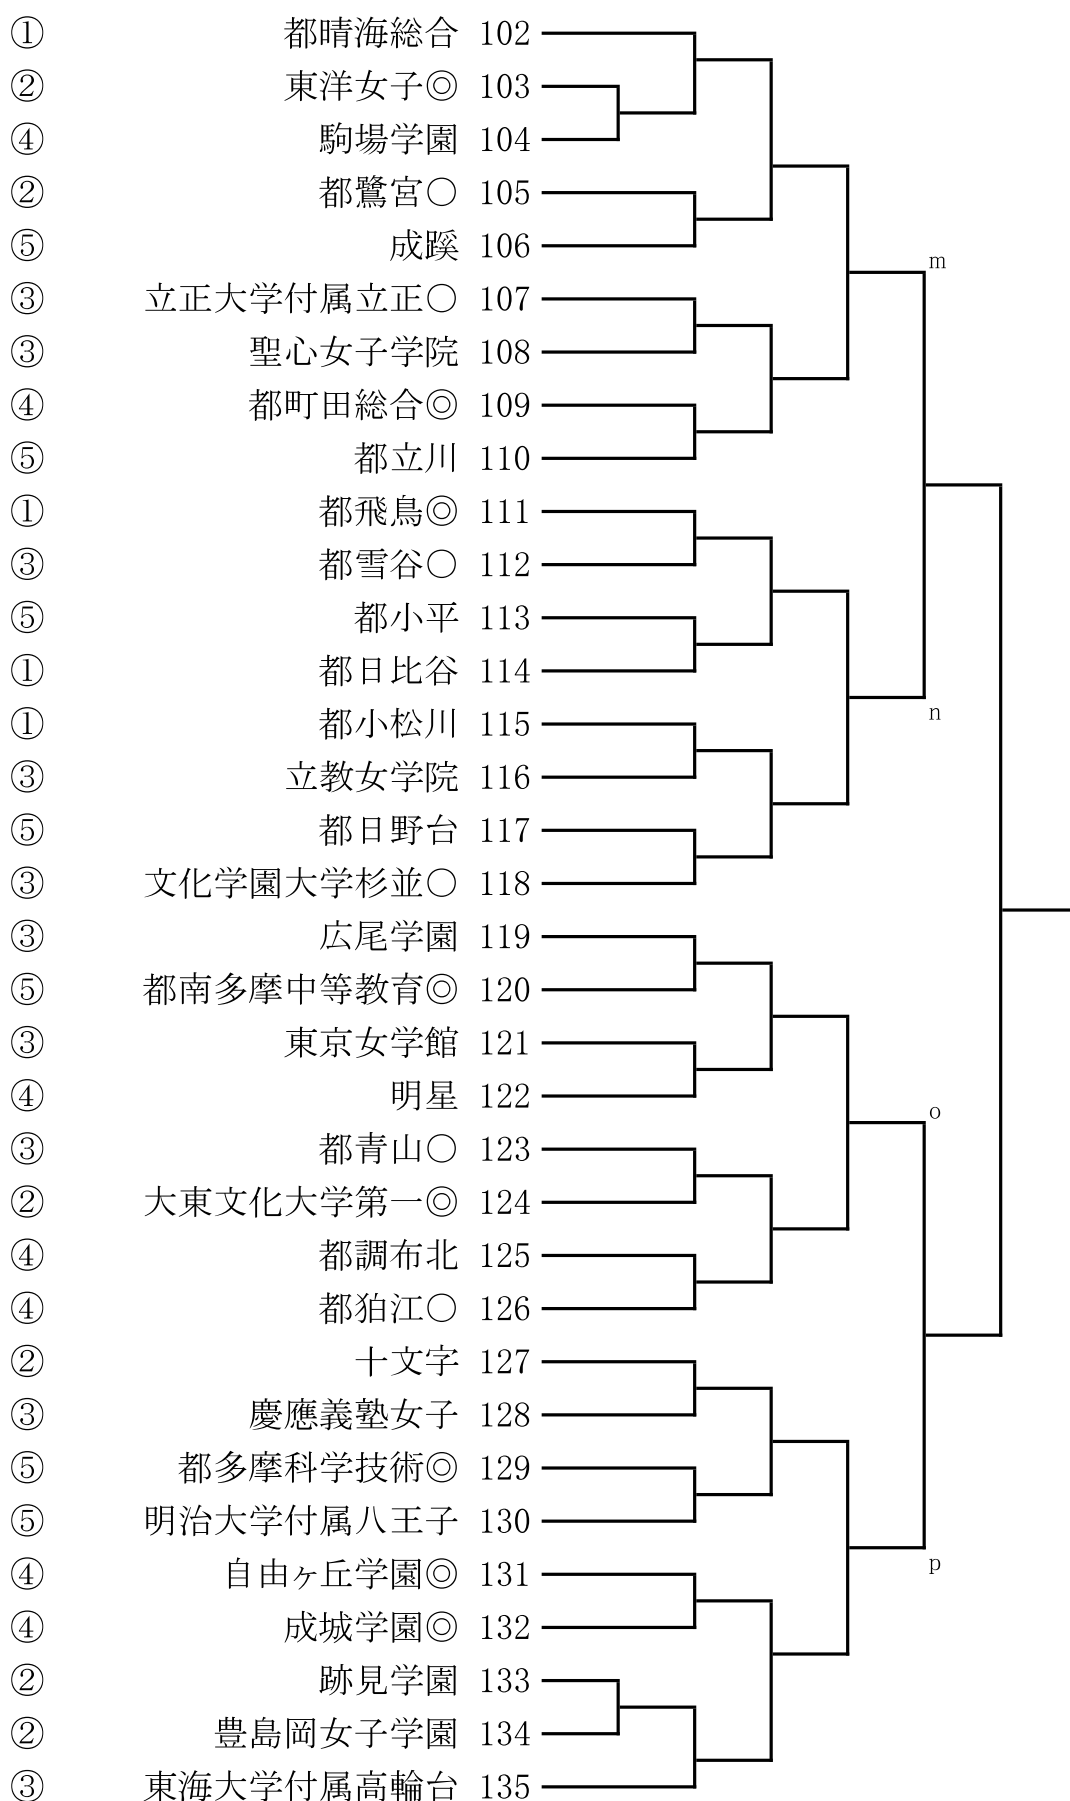 ① 都晴海総合 102
② 東洋女子◎ 103
④ 駒場学園 104
② 都鷺宮○ 105
⑤ 成蹊 106
m
③ 立正大学付属立正○ 107
③ 聖心女子学院 108
④ 都町田総合◎ 109
⑤ 都立川 110
① 都飛鳥◎ 111
③ 都雪谷○ 112
⑤ 都小平 113
① 都日比谷 114
n
① 都小松川 115
③ 立教女学院 116
⑤ 都日野台 117
③ 文化学園大学杉並○ 118
③ 広尾学園 119
⑤ 都南多摩中等教育◎ 120
③ 東京女学館 121
④ 明星 122
o
③ 都青山○ 123
② 大東文化大学第一◎ 124
④ 都調布北 125
④ 都狛江○ 126
② 十文字 127
③ 慶應義塾女子 128
⑤ 都多摩科学技術◎ 129
⑤ 明治大学付属八王子 130
p
④ 自由ヶ丘学園◎ 131
④ 成城学園◎ 132
② 跡見学園 133
② 豊島岡女子学園 134
③ 東海大学付属高輪台 135